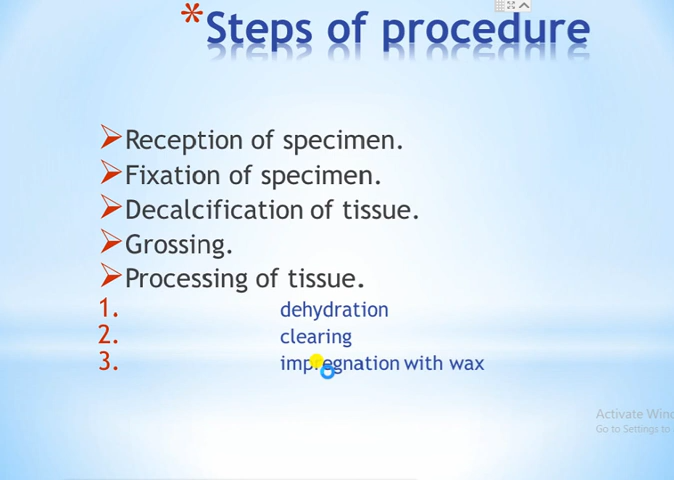 *Steps of procedure
Reception of specimen.
Fixation of specimen.
Decalcification of tissue.
Grossing.
Processing of tissue.
1. dehydration
2. clearing
3. impregnation with wax
Activate Wind
Go to Settings to